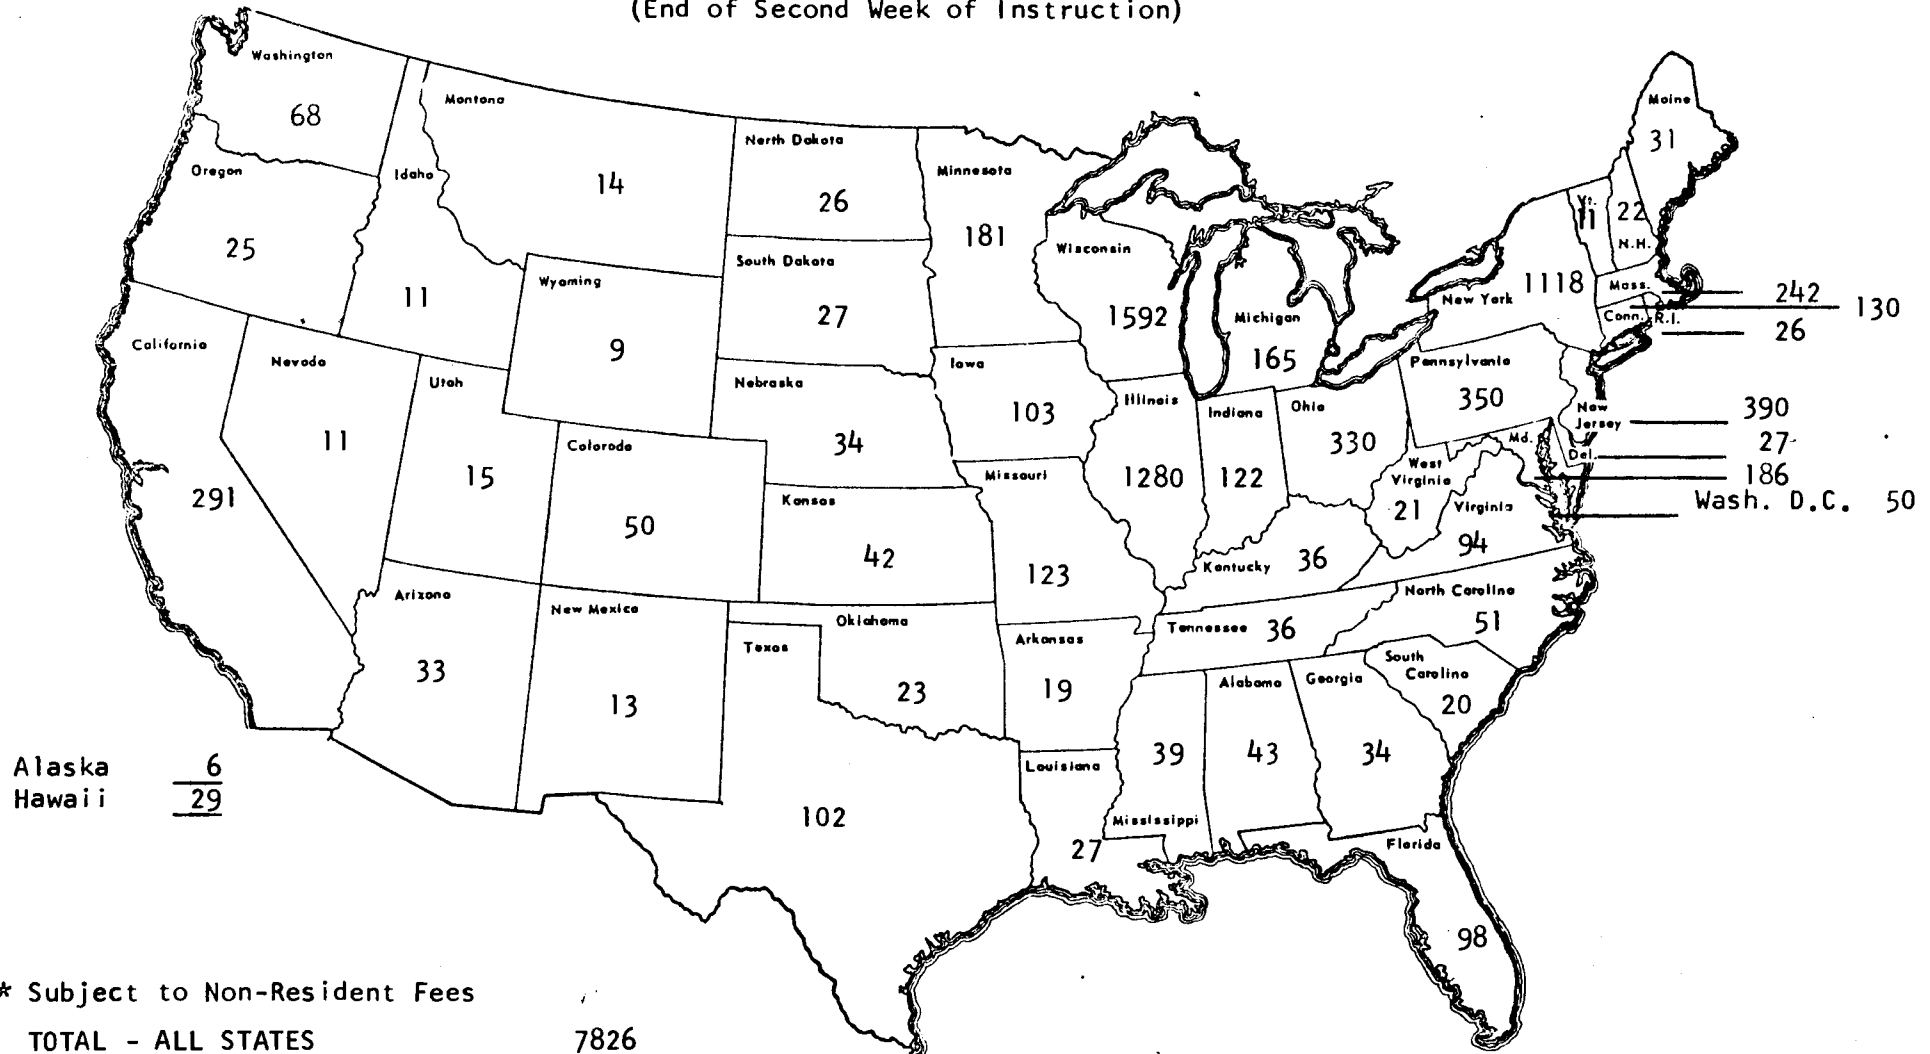 (End of Second Week of Instruction)
Washington
68
Montana
14
North Dakota
26
Minnesota
181
Maine
31
Oregon
25
Idaho
11
Wyoming
9
South Dakota
27
Wisconsin
1592
Michigan
165
New York
1118
Vt.
11
22
N.H.
Mass.
242
Conn.
130
R.I.
26
California
291
Nevada
11
Utah
15
Colorado
50
Nebraska
34
Iowa
103
Illinois
1280
Indiana
122
Ohio
330
Pennsylvania
350
New
Jersey
390
Del.
27
Md.
186
Wash. D.C. 50
West
Virginia
21
Virginia
94
Kansas
42
Missouri
123
Kentucky
36
Arizona
33
New Mexico
13
Texas
102
Oklahoma
23
Arkansas
19
Tennessee
36
North Carolina
51
South
Carolina
20
Louisiana
27
Mississippi
39
Alabama
43
Georgia
34
Florida
98
Alaska 6
Hawaii 29
* Subject to Non-Resident Fees
TOTAL - ALL STATES 7826